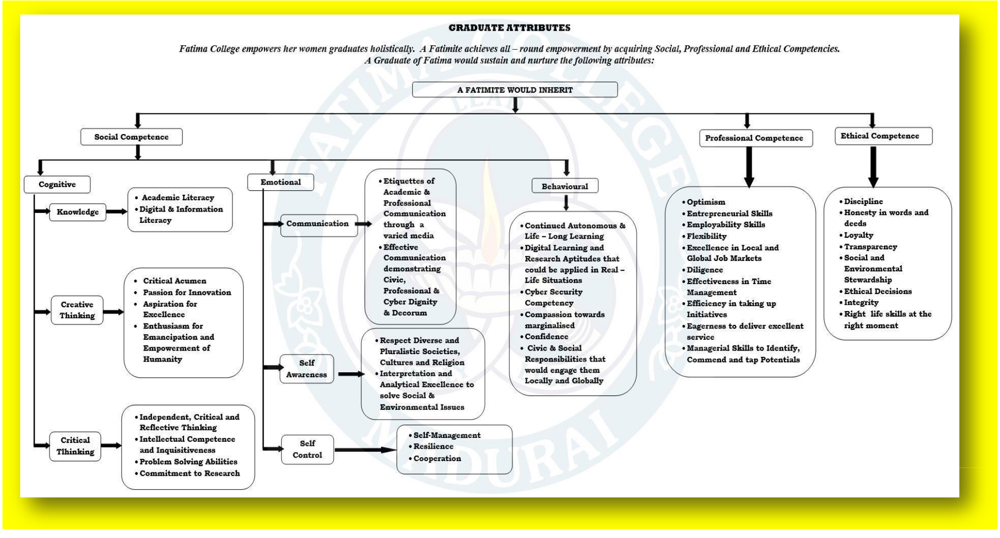 GRADUATE ATTRIBUTES
Fatima College empowers her women graduates holistically. A Fatimite achieves all – round empowerment by acquiring Social, Professional and Ethical Competencies.
A Graduate of Fatima would sustain and nurture the following attributes:
A FATIMITE WOULD INHERIT
Social Competence
Professional Competence
Ethical Competence
Cognitive
Knowledge
• Academic Literacy
• Digital & Information
Literacy
Creative
Thinking
• Critical Acumen
• Passion for Innovation
• Aspiration for
Excellence
• Enthusiasm for
Emancipation and
Empowerment of
Humanity
Critical
Tlhinking
• Independent, Critical and
Reflective Thinking
• Intellectual Competence
and Inquisitiveness
• Problem Solving Abilities
• Commitment to Research
Emotional
Communication
• Etiquettes of
Academic &
Professional
Communication
through a
varied media
• Effective
Communication
demonstrating
Civic,
Professional &
Cyber Dignity
& Decorum
Self
Awareness
• Respect Diverse and
Pluralistic Societies,
Cultures and Religion
• Interpretation and
Analytical Excellence to
solve Social &
Environmental Issues
Self
Control
• Self-Management
• Resilience
• Cooperation
Behavioural
• Continued Autonomous &
Life – Long Learning
• Digital Learning and
Research Aptitudes that
could be applied in Real –
Life Situations
• Cyber Security
Competency
• Compassion towards
marginalised
• Confidence
• Civic & Social
Responsibilities that
would engage them
Locally and Globally
• Optimism
• Entrepreneurial Skills
• Employability Skills
• Flexibility
• Excellence in Local and
Global Job Markets
• Diligence
• Effectiveness in Time
Management
• Efficiency in taking up
Initiatives
• Eagerness to deliver excellent
service
• Managerial Skills to Identify,
Commend and tap Potentials
• Discipline
• Honesty in words and
deeds
• Loyalty
• Transparency
• Social and
Environmental
Stewardship
• Ethical Decisions
• Integrity
• Right life skills at the
right moment
FATIMA COLLEGE
LEAD
MADURAI